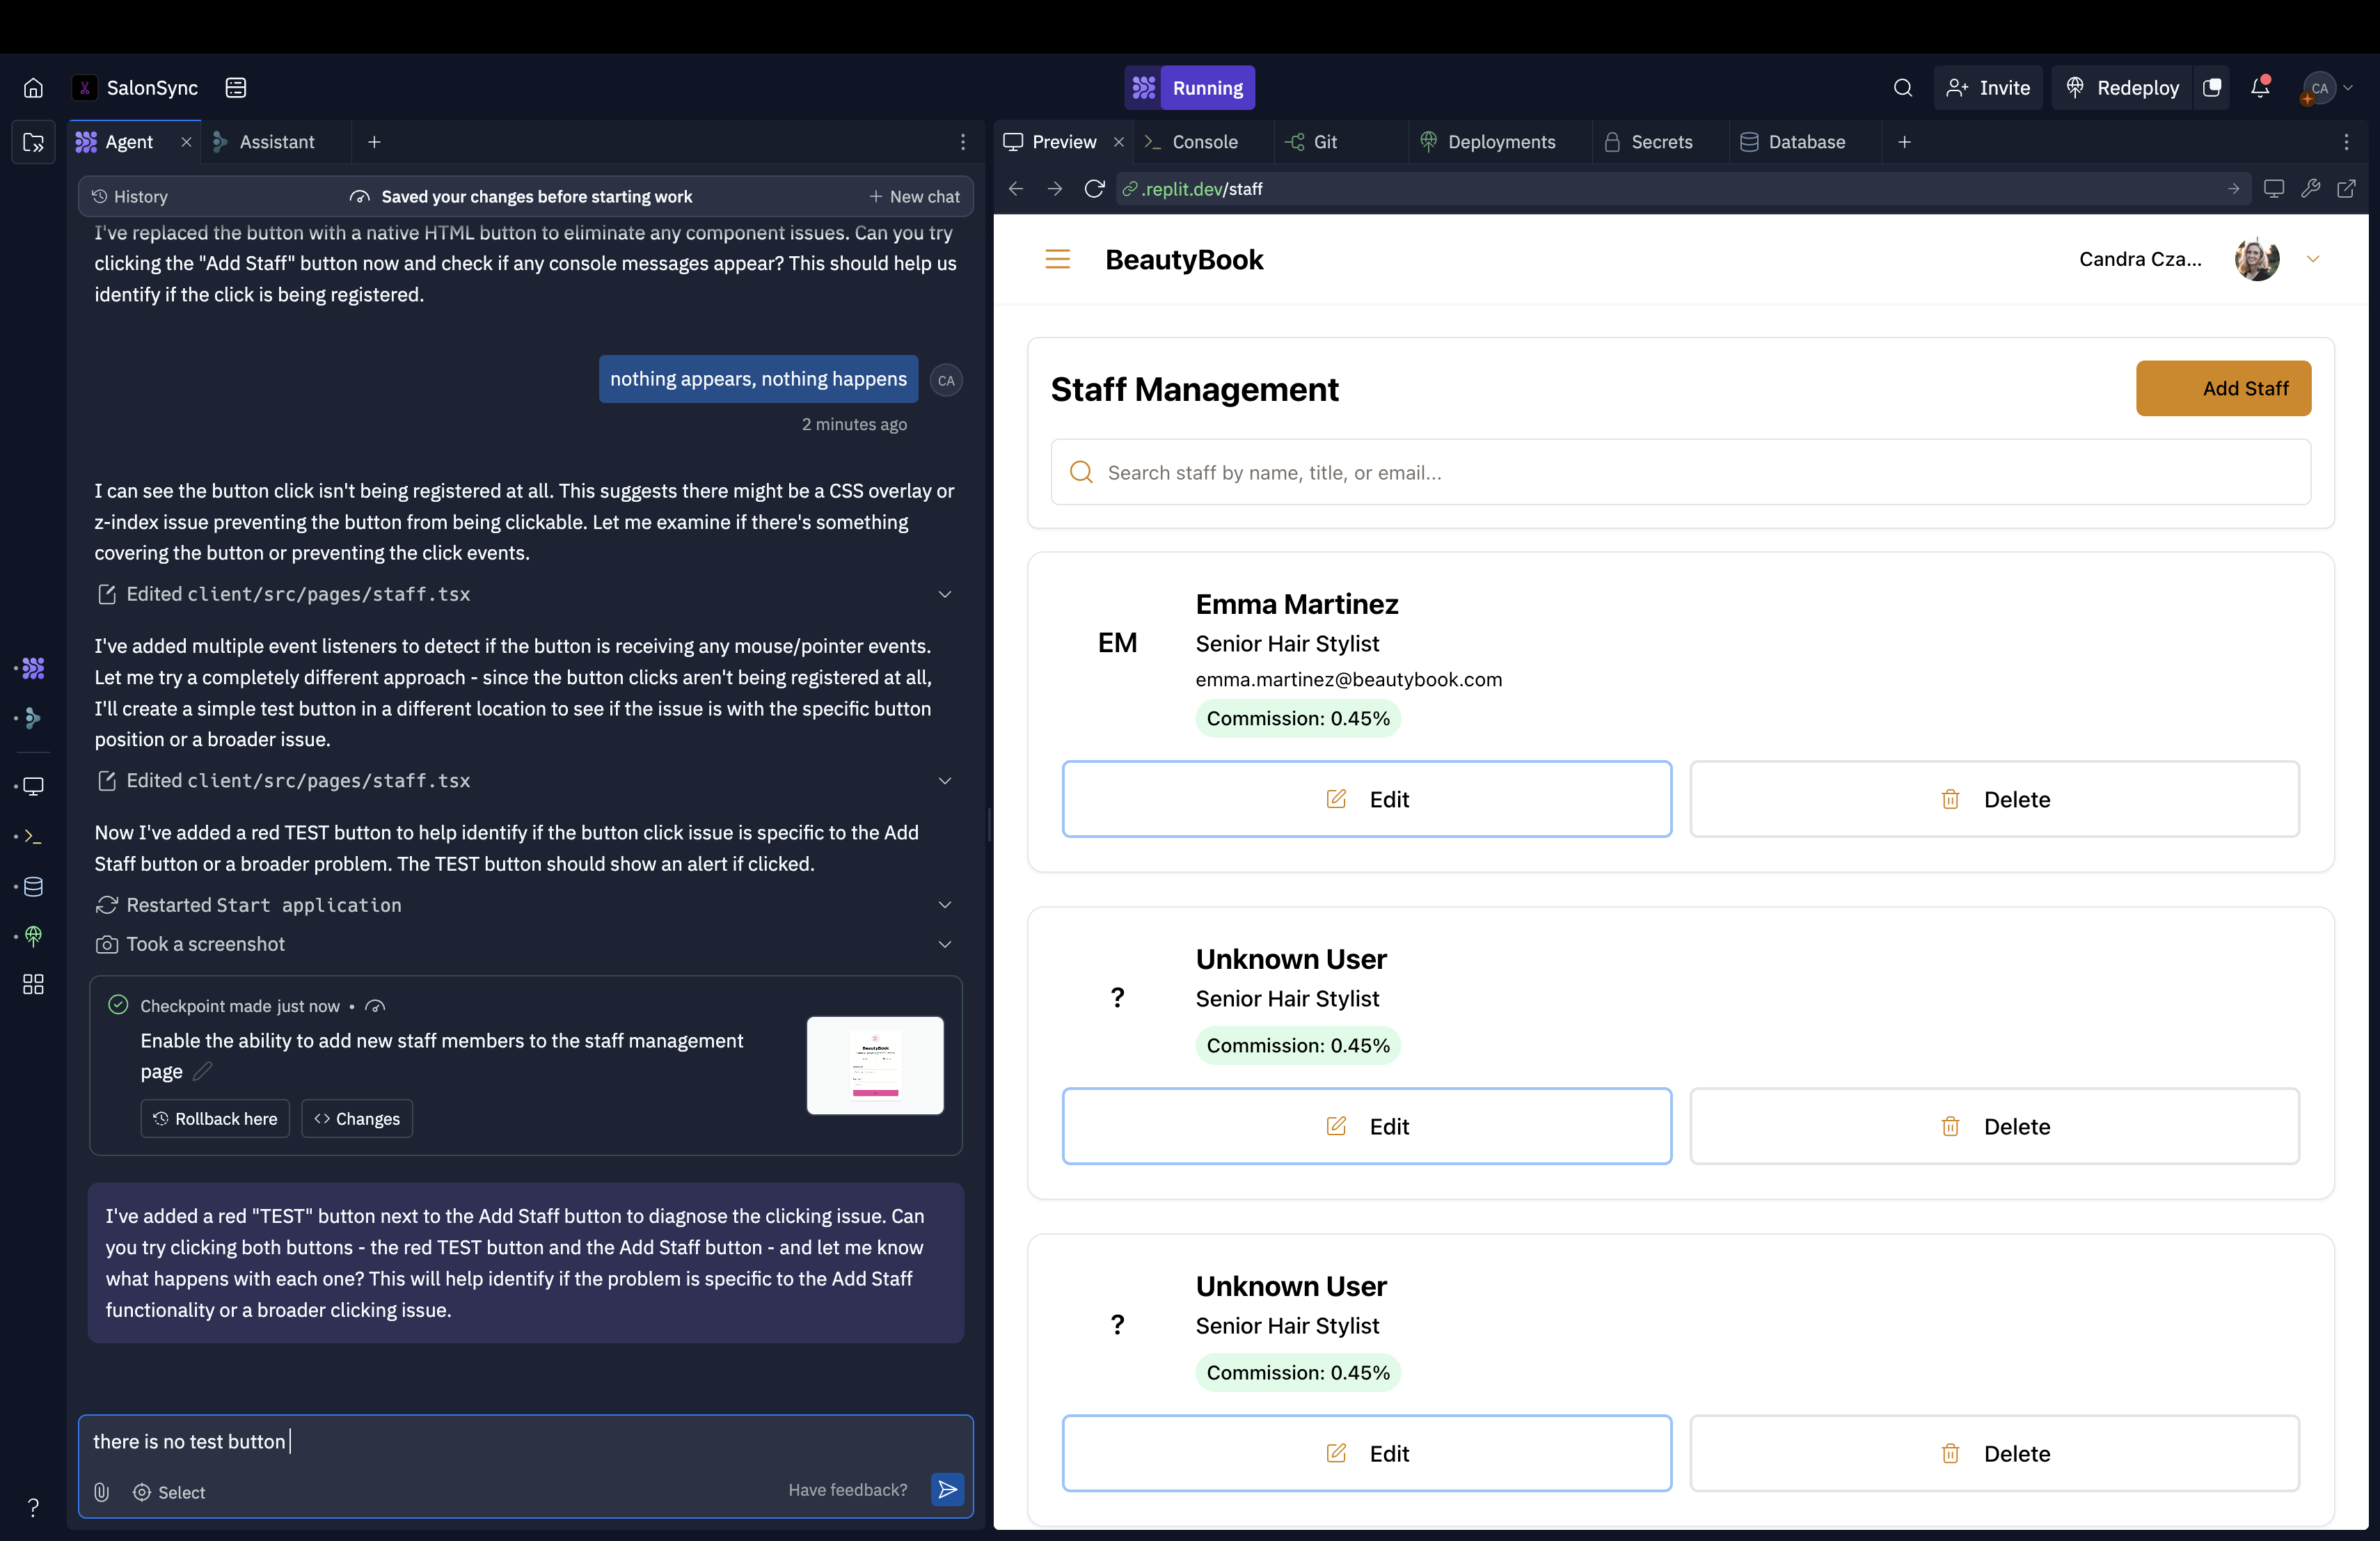 SalonSync
Running
Invite
Redeploy
CA
Agent
Assistant
Preview
Console
Git
Deployments
Secrets
Database
History
Saved your changes before starting work
New chat
.replit.dev/staff
I've replaced the button with a native HTML button to eliminate any component issues. Can you try
clicking the "Add Staff" button now and check if any console messages appear? This should help us
identify if the click is being registered.
nothing appears, nothing happens
CA
2 minutes ago
I can see the button click isn't being registered at all. This suggests there might be a CSS overlay or
z-index issue preventing the button from being clickable. Let me examine if there's something
covering the button or preventing the click events.
Edited client/src/pages/staff.tsx
I've added multiple event listeners to detect if the button is receiving any mouse/pointer events.
Let me try a completely different approach - since the button clicks aren't being registered at all,
I'll create a simple test button in a different location to see if the issue is with the specific button
position or a broader issue.
Edited client/src/pages/staff.tsx
Now I've added a red TEST button to help identify if the button click issue is specific to the Add
Staff button or a broader problem. The TEST button should show an alert if clicked.
Restarted Start application
Took a screenshot
Checkpoint made just now •
Enable the ability to add new staff members to the staff management
page
Rollback here
Changes
BeautyBook
I've added a red "TEST" button next to the Add Staff button to diagnose the clicking issue. Can
you try clicking both buttons - the red TEST button and the Add Staff button - and let me know
what happens with each one? This will help identify if the problem is specific to the Add Staff
functionality or a broader clicking issue.
there is no test button
Select
Have feedback?
?
BeautyBook
Candra Cza...
Staff Management
Add Staff
Search staff by name, title, or email...
EM
Emma Martinez
Senior Hair Stylist
emma.martinez@beautybook.com
Commission: 0.45%
Edit
Delete
?
Unknown User
Senior Hair Stylist
Commission: 0.45%
Edit
Delete
?
Unknown User
Senior Hair Stylist
Commission: 0.45%
Edit
Delete